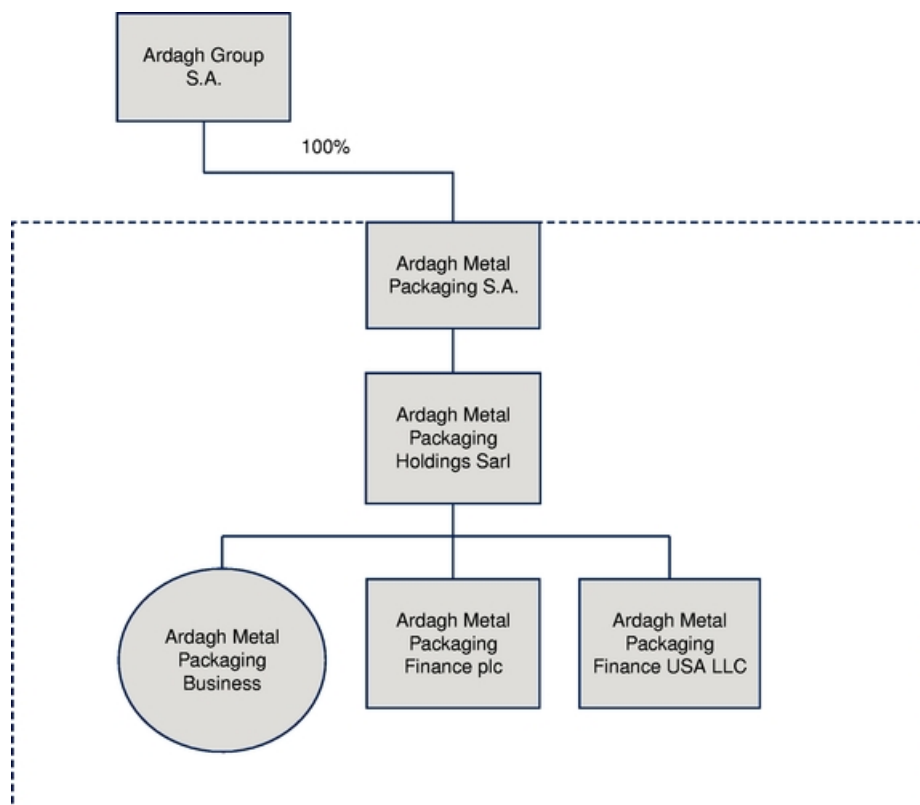 Ardagh Group
S.A.
100%
Ardagh Metal
Packaging S.A.
Ardagh Metal
Packaging
Holdings Sarl
Ardagh Metal
Packaging
Business
Ardagh Metal
Packaging
Finance plc
Ardagh Metal
Packaging
Finance USA LLC